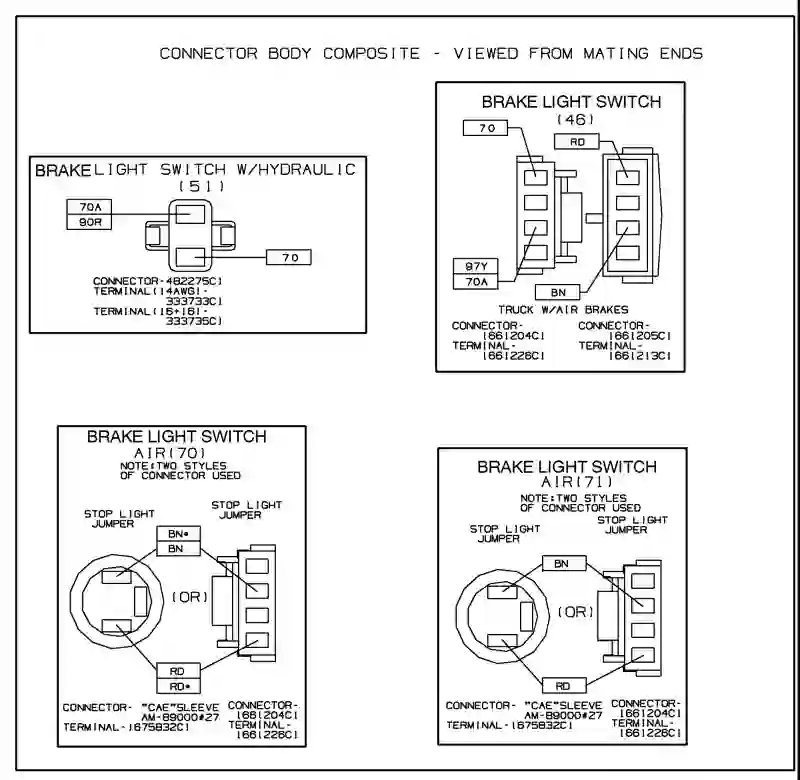 CONNECTOR BODY COMPOSITE - VIEWED FROM MATING ENDS
BRAKE LIGHT SWITCH W/HYDRAULIC
(51)
70A
90R
70
CONNECTOR-482275C1
TERMINAL(14AWG)-
333733C1
TERMINAL(16+16)-
333735C1
BRAKE LIGHT SWITCH
(46)
70
RD
97Y
70A
BN
TRUCK W/AIR BRAKES
CONNECTOR-
1661204C1
TERMINAL-
1661226C1
CONNECTOR-
1661205C1
TERMINAL-
1661213C1
BRAKE LIGHT SWITCH
AIR(70)
NOTE:TWO STYLES
OF CONNECTOR USED
STOP LIGHT
JUMPER
STOP LIGHT
JUMPER
BN*
BN
(OR)
RD
RD*
CONNECTOR- "CAE"SLEEVE
AM-89000#27
TERMINAL-1675832C1
CONNECTOR-
1661204C1
TERMINAL-
1661226C1
BRAKE LIGHT SWITCH
AIR(71)
NOTE:TWO STYLES
OF CONNECTOR USED
STOP LIGHT
JUMPER
STOP LIGHT
JUMPER
BN
(OR)
RD
CONNECTOR- "CAE"SLEEVE
AM-89000#27
TERMINAL-1675832C1
CONNECTOR-
1661204C1
TERMINAL-
1661226C1